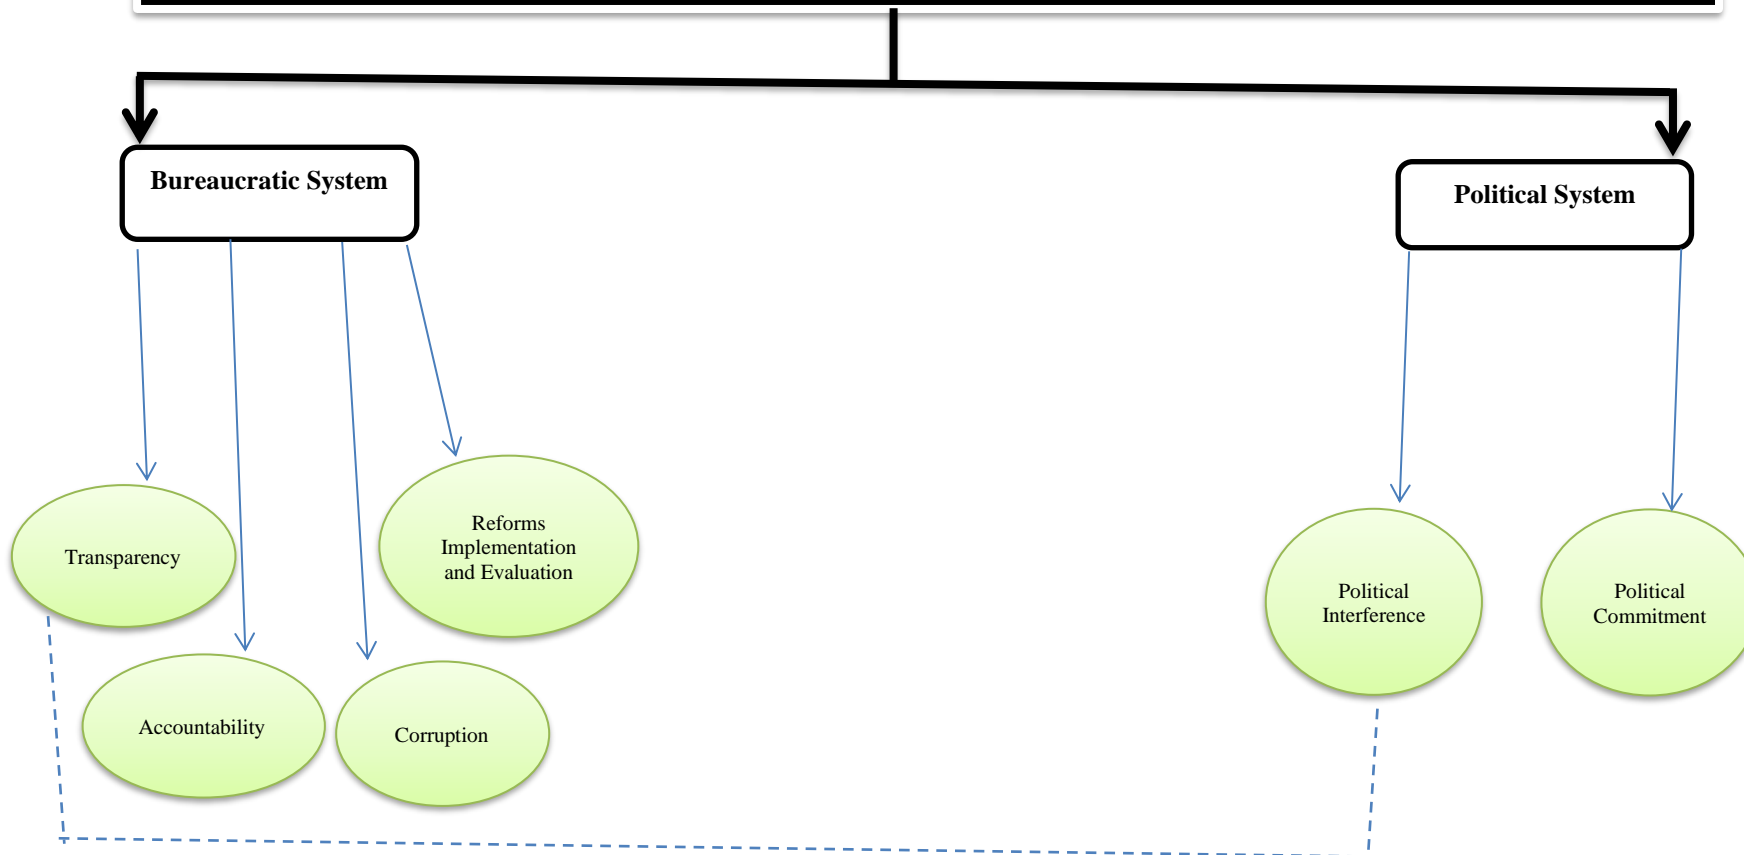 Bureaucratic System
Political System
Transparency
Reforms
Implementation
and Evaluation
Political
Interference
Political
Commitment
Accountability
Corruption